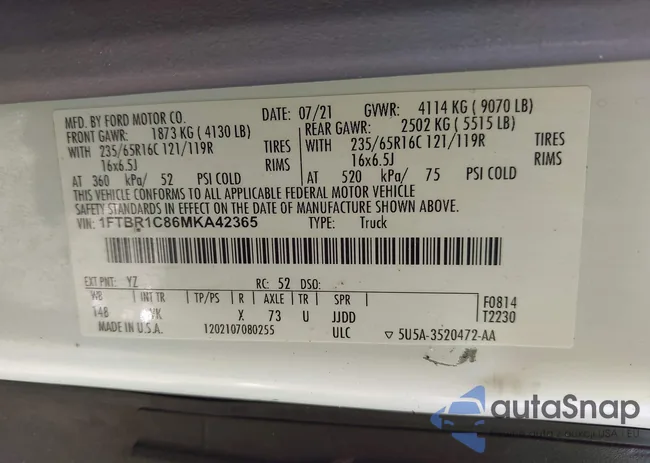 MFD. BY FORD MOTOR CO. DATE: 07/21 GVWR: 4114 KG ( 9070 LB)
FRONT GAWR: 1873 KG ( 4130 LB) REAR GAWR: 2502 KG ( 5515 LB)
WITH 235/65R16C 121/119R TIRES WITH 235/65R16C 121/119R TIRES
16x6.5J RIMS 16x6.5J RIMS
AT 360 kPa/ 52 PSI COLD AT 520 kPa/ 75 PSI COLD
THIS VEHICLE CONFORMS TO ALL APPLICABLE FEDERAL MOTOR VEHICLE
SAFETY STANDARDS IN EFFECT ON THE DATE OF MANUFACTURE SHOWN ABOVE.
VIN: 1FTBR1C86MKA42365 TYPE: Truck
EXT PNT: YZ RC: 52 DSO:
WB INT TR TP/PS R AXLE TR SPR F0814
148 VK X 73 U JJDD T2230
MADE IN U.S.A. 1202107080255 ULC ▽ 5U5A-3520472-AA
autoSnap